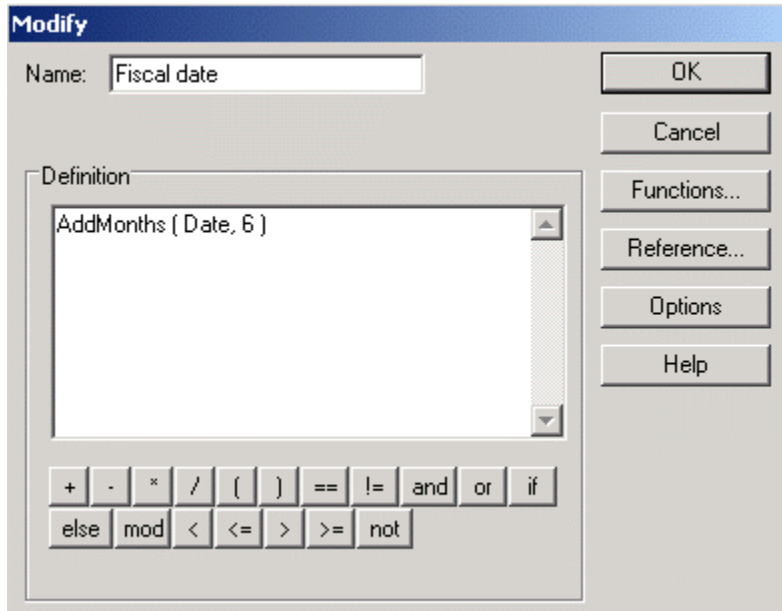 Modify
Name: Fiscal date
OK
Cancel
Functions...
Reference...
Options
Help
Definition
AddMonths ( Date, 6 )
+ - * / ( ) == != and or if
else mod < <= > >= not